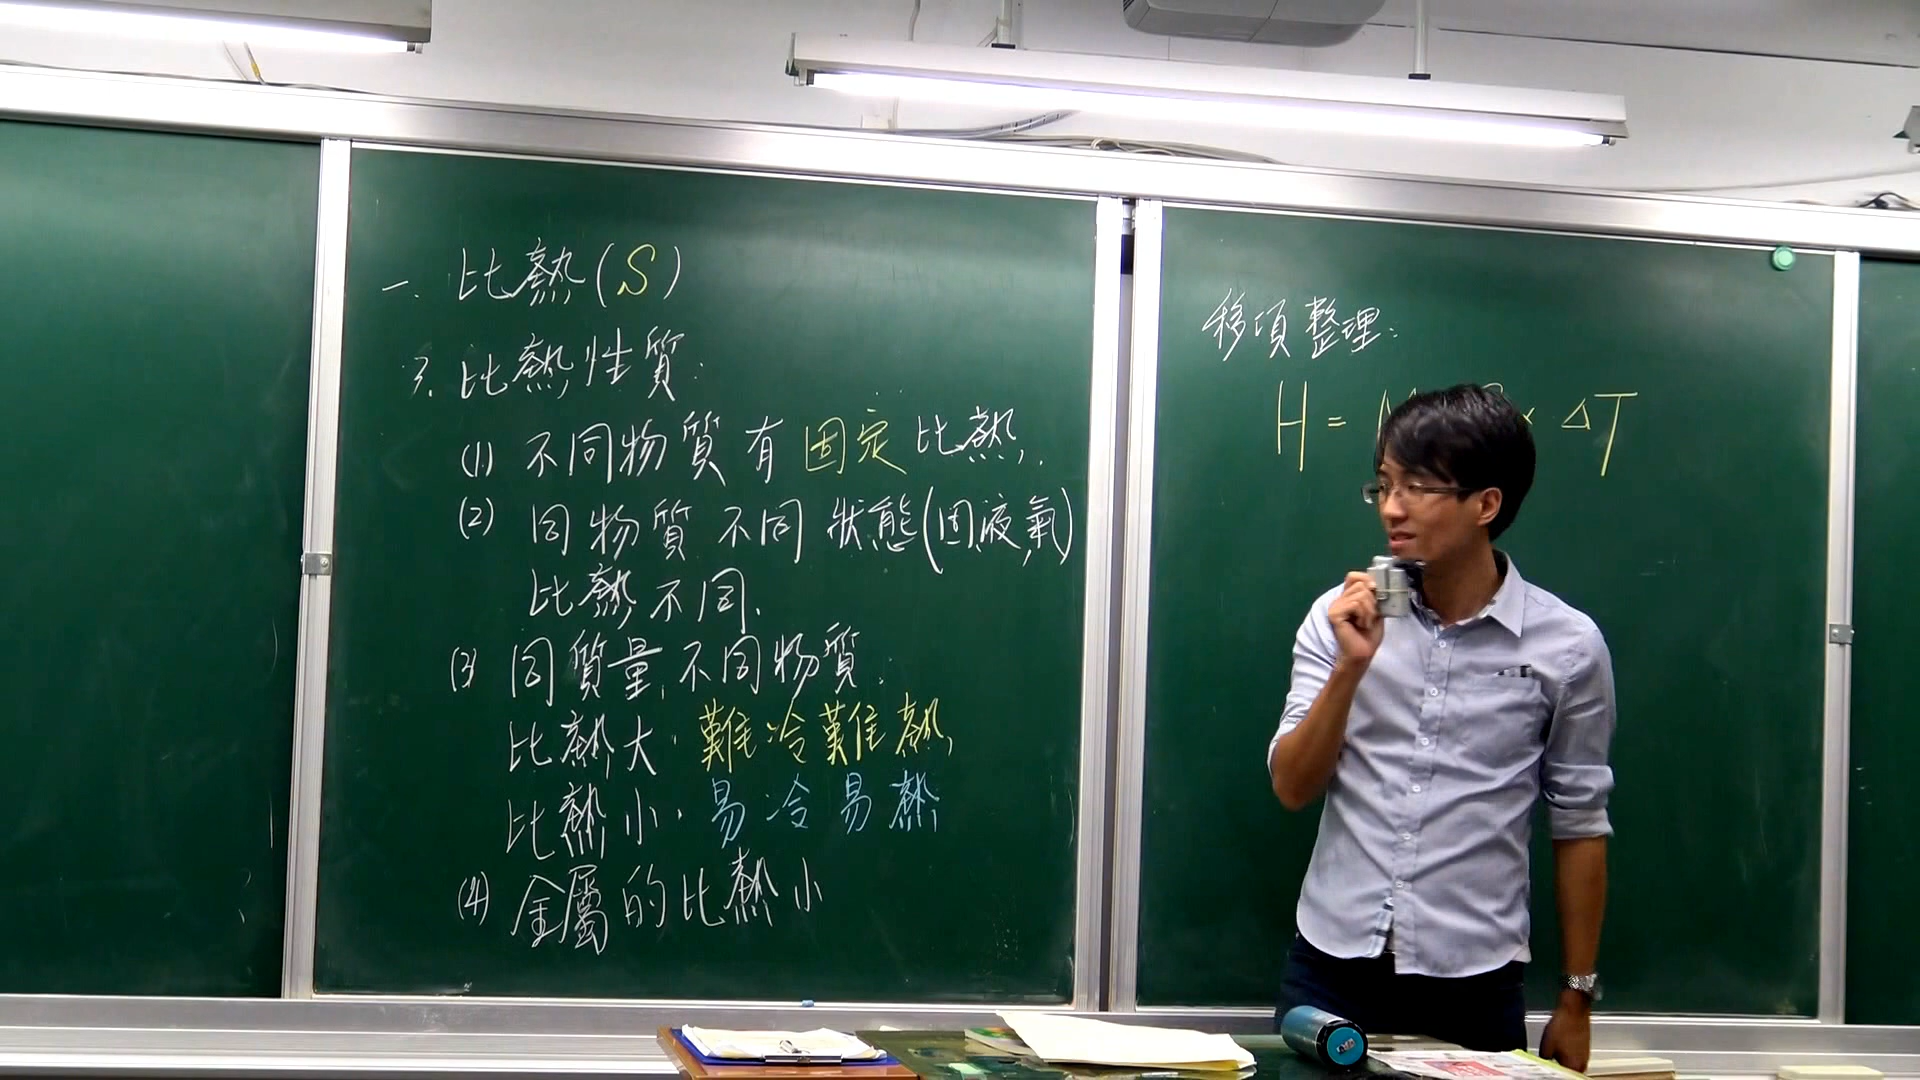 一. 比熱(S)
3. 比熱性質:
(1) 不同物質有固定比熱.
(2) 同物質不同狀態(固,液,氣)
比熱不同.
(3) 同質量,不同物質:
比熱大.難冷難熱,
比熱小.易冷易熱
(4) 金屬的比熱小
移項整理:
H = M × ΔT